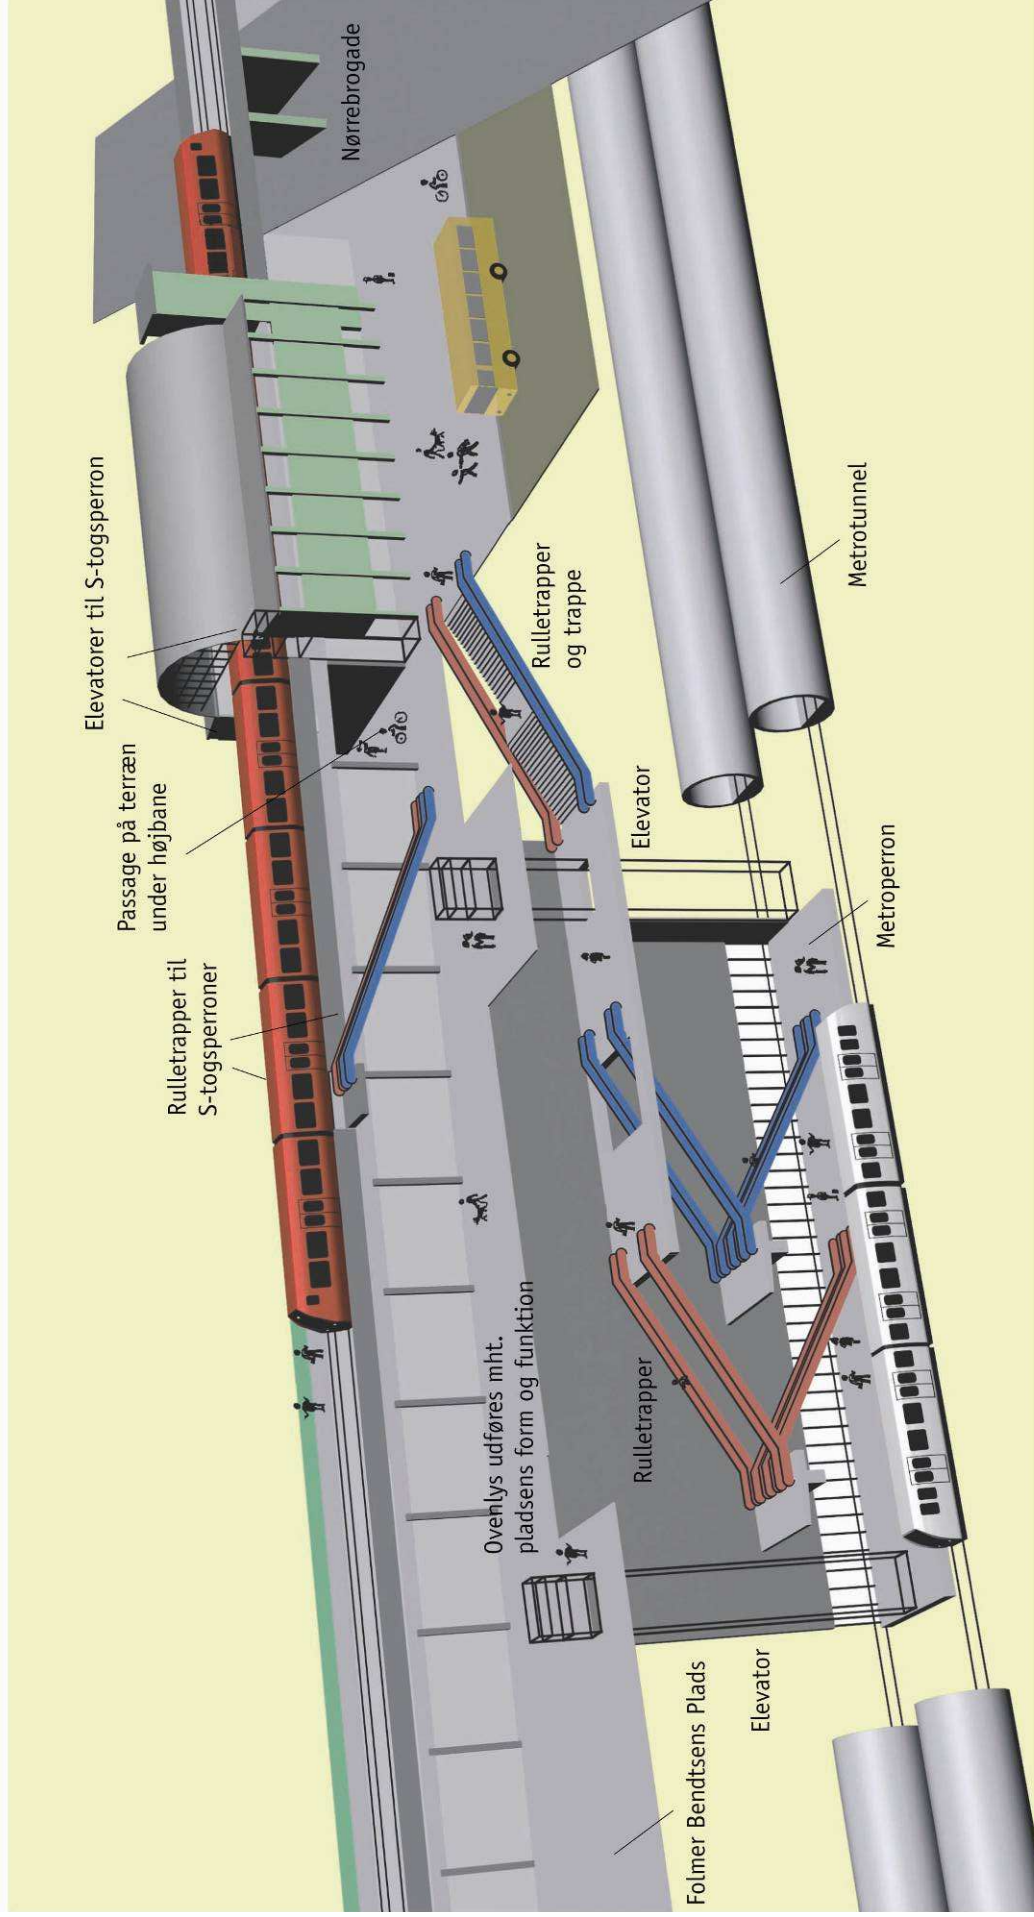 Elevatorer til S-togsperron
Nørrebrogade
Passage på terræn
under højbane
Rulletrapper til
S-togsperroner
Rulletrapper
og trappe
Elevator
Metrotunnel
Metroperron
Ovenlys udføres mht.
pladsens form og funktion
Rulletrapper
Elevator
Folmer Bendtsens Plads